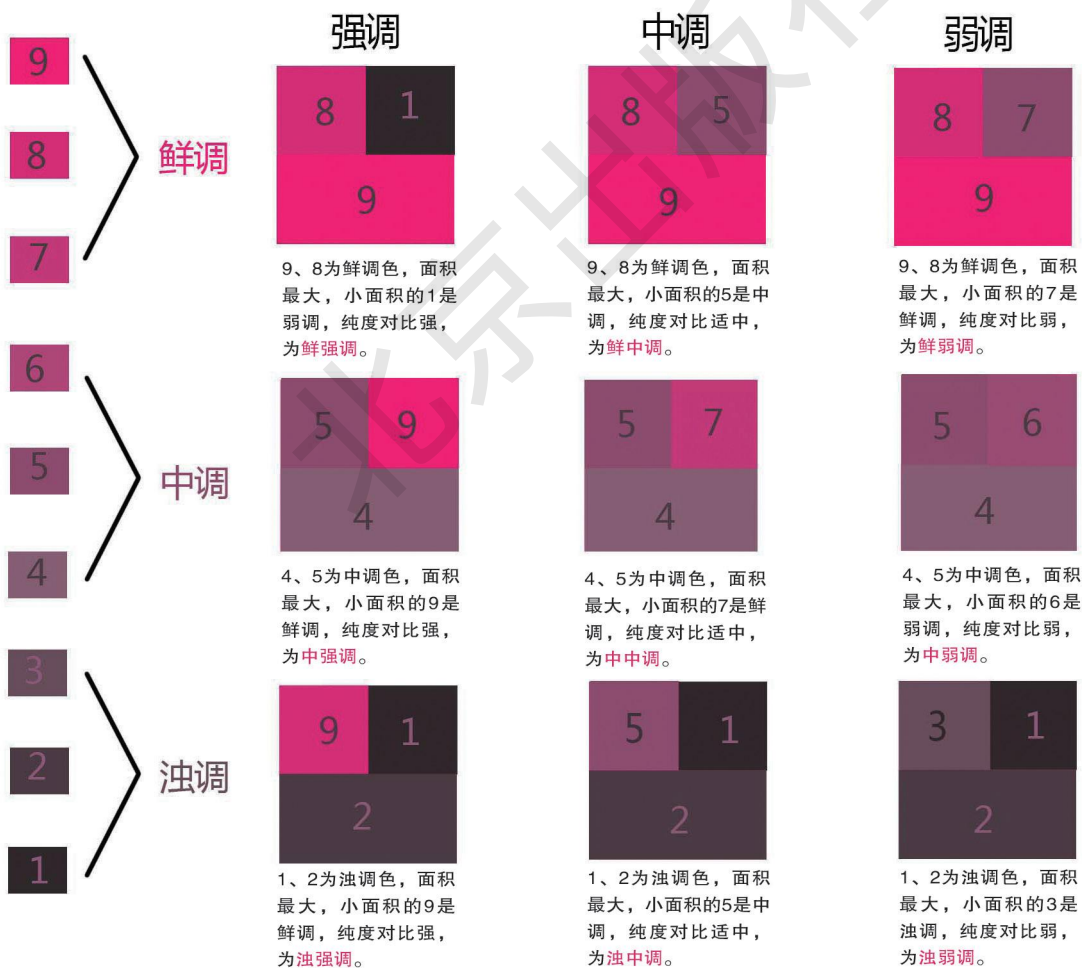 强调
中调
弱调
9
8
7
鲜调
8 1
9
8 5
9
8 7
9
9、8为鲜调色，面积
最大，小面积的1是
弱调，纯度对比强，
为鲜强调。
9、8为鲜调色，面积
最大，小面积的5是中
调，纯度对比适中，
为鲜中调。
9、8为鲜调色，面积
最大，小面积的7是
鲜调，纯度对比弱，
为鲜弱调。
6
5
4
中调
5 9
4
5 7
4
5 6
4
4、5为中调色，面积
最大，小面积的9是
鲜调，纯度对比强，
为中强调。
4、5为中调色，面积
最大，小面积的7是鲜
调，纯度对比适中，
为中中调。
4、5为中调色，面积
最大，小面积的6是
弱调，纯度对比弱，
为中弱调。
3
2
1
浊调
9 1
2
5 1
2
3 1
2
1、2为浊调色，面积
最大，小面积的9是
鲜调，纯度对比强，
为浊强调。
1、2为浊调色，面积
最大，小面积的5是中
调，纯度对比适中，
为浊中调。
1、2为浊调色，面积
最大，小面积的3是
浊调，纯度对比弱，
为浊弱调。
北京出版社